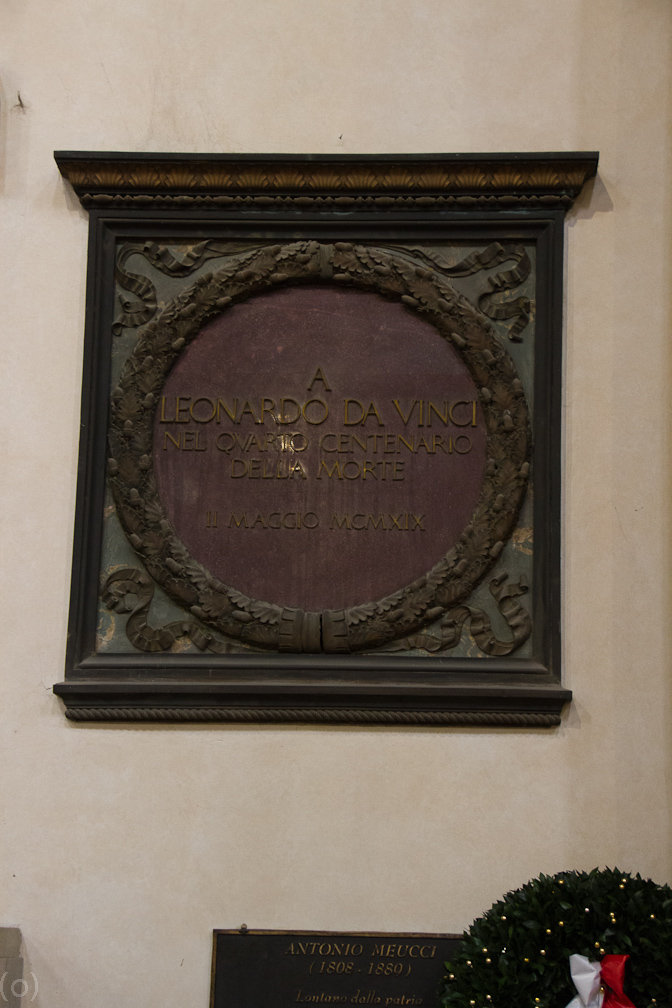 A
LEONARDO DA VINCI
NEL QVARTO CENTENARIO
DELLA MORTE
II MAGGIO MCMXIX
ANTONIO MEUCCI
(1808 - 1889)
Lontano dalla patria
(o)